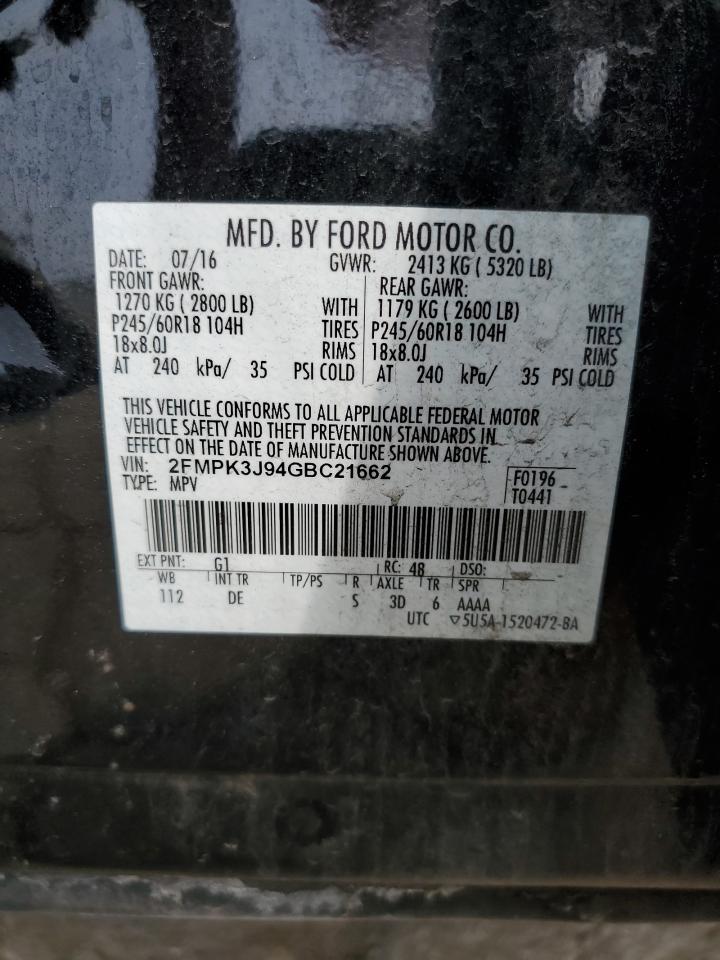 MFD. BY FORD MOTOR CO.
DATE: 07/16 GVWR: 2413 KG ( 5320 LB)
FRONT GAWR: REAR GAWR:
1270 KG ( 2800 LB) WITH 1179 KG ( 2600 LB) WITH
P245/60R18 104H TIRES P245/60R18 104H TIRES
18x8.0J RIMS 18x8.0J RIMS
AT 240 kPa/ 35 PSI COLD AT 240 kPa/ 35 PSI COLD
THIS VEHICLE CONFORMS TO ALL APPLICABLE FEDERAL MOTOR
VEHICLE SAFETY AND THEFT PREVENTION STANDARDS IN
EFFECT ON THE DATE OF MANUFACTURE SHOWN ABOVE.
VIN: 2FMPK3J94GBC21662 F0196
TYPE: MPV T0441
EXT PNT: G1 RC: 48 DSO:
WB INT TR TP/PS R AXLE TR SPR
112 DE S 3D 6 AAAA
UTC ▽5U5A-1520472-BA